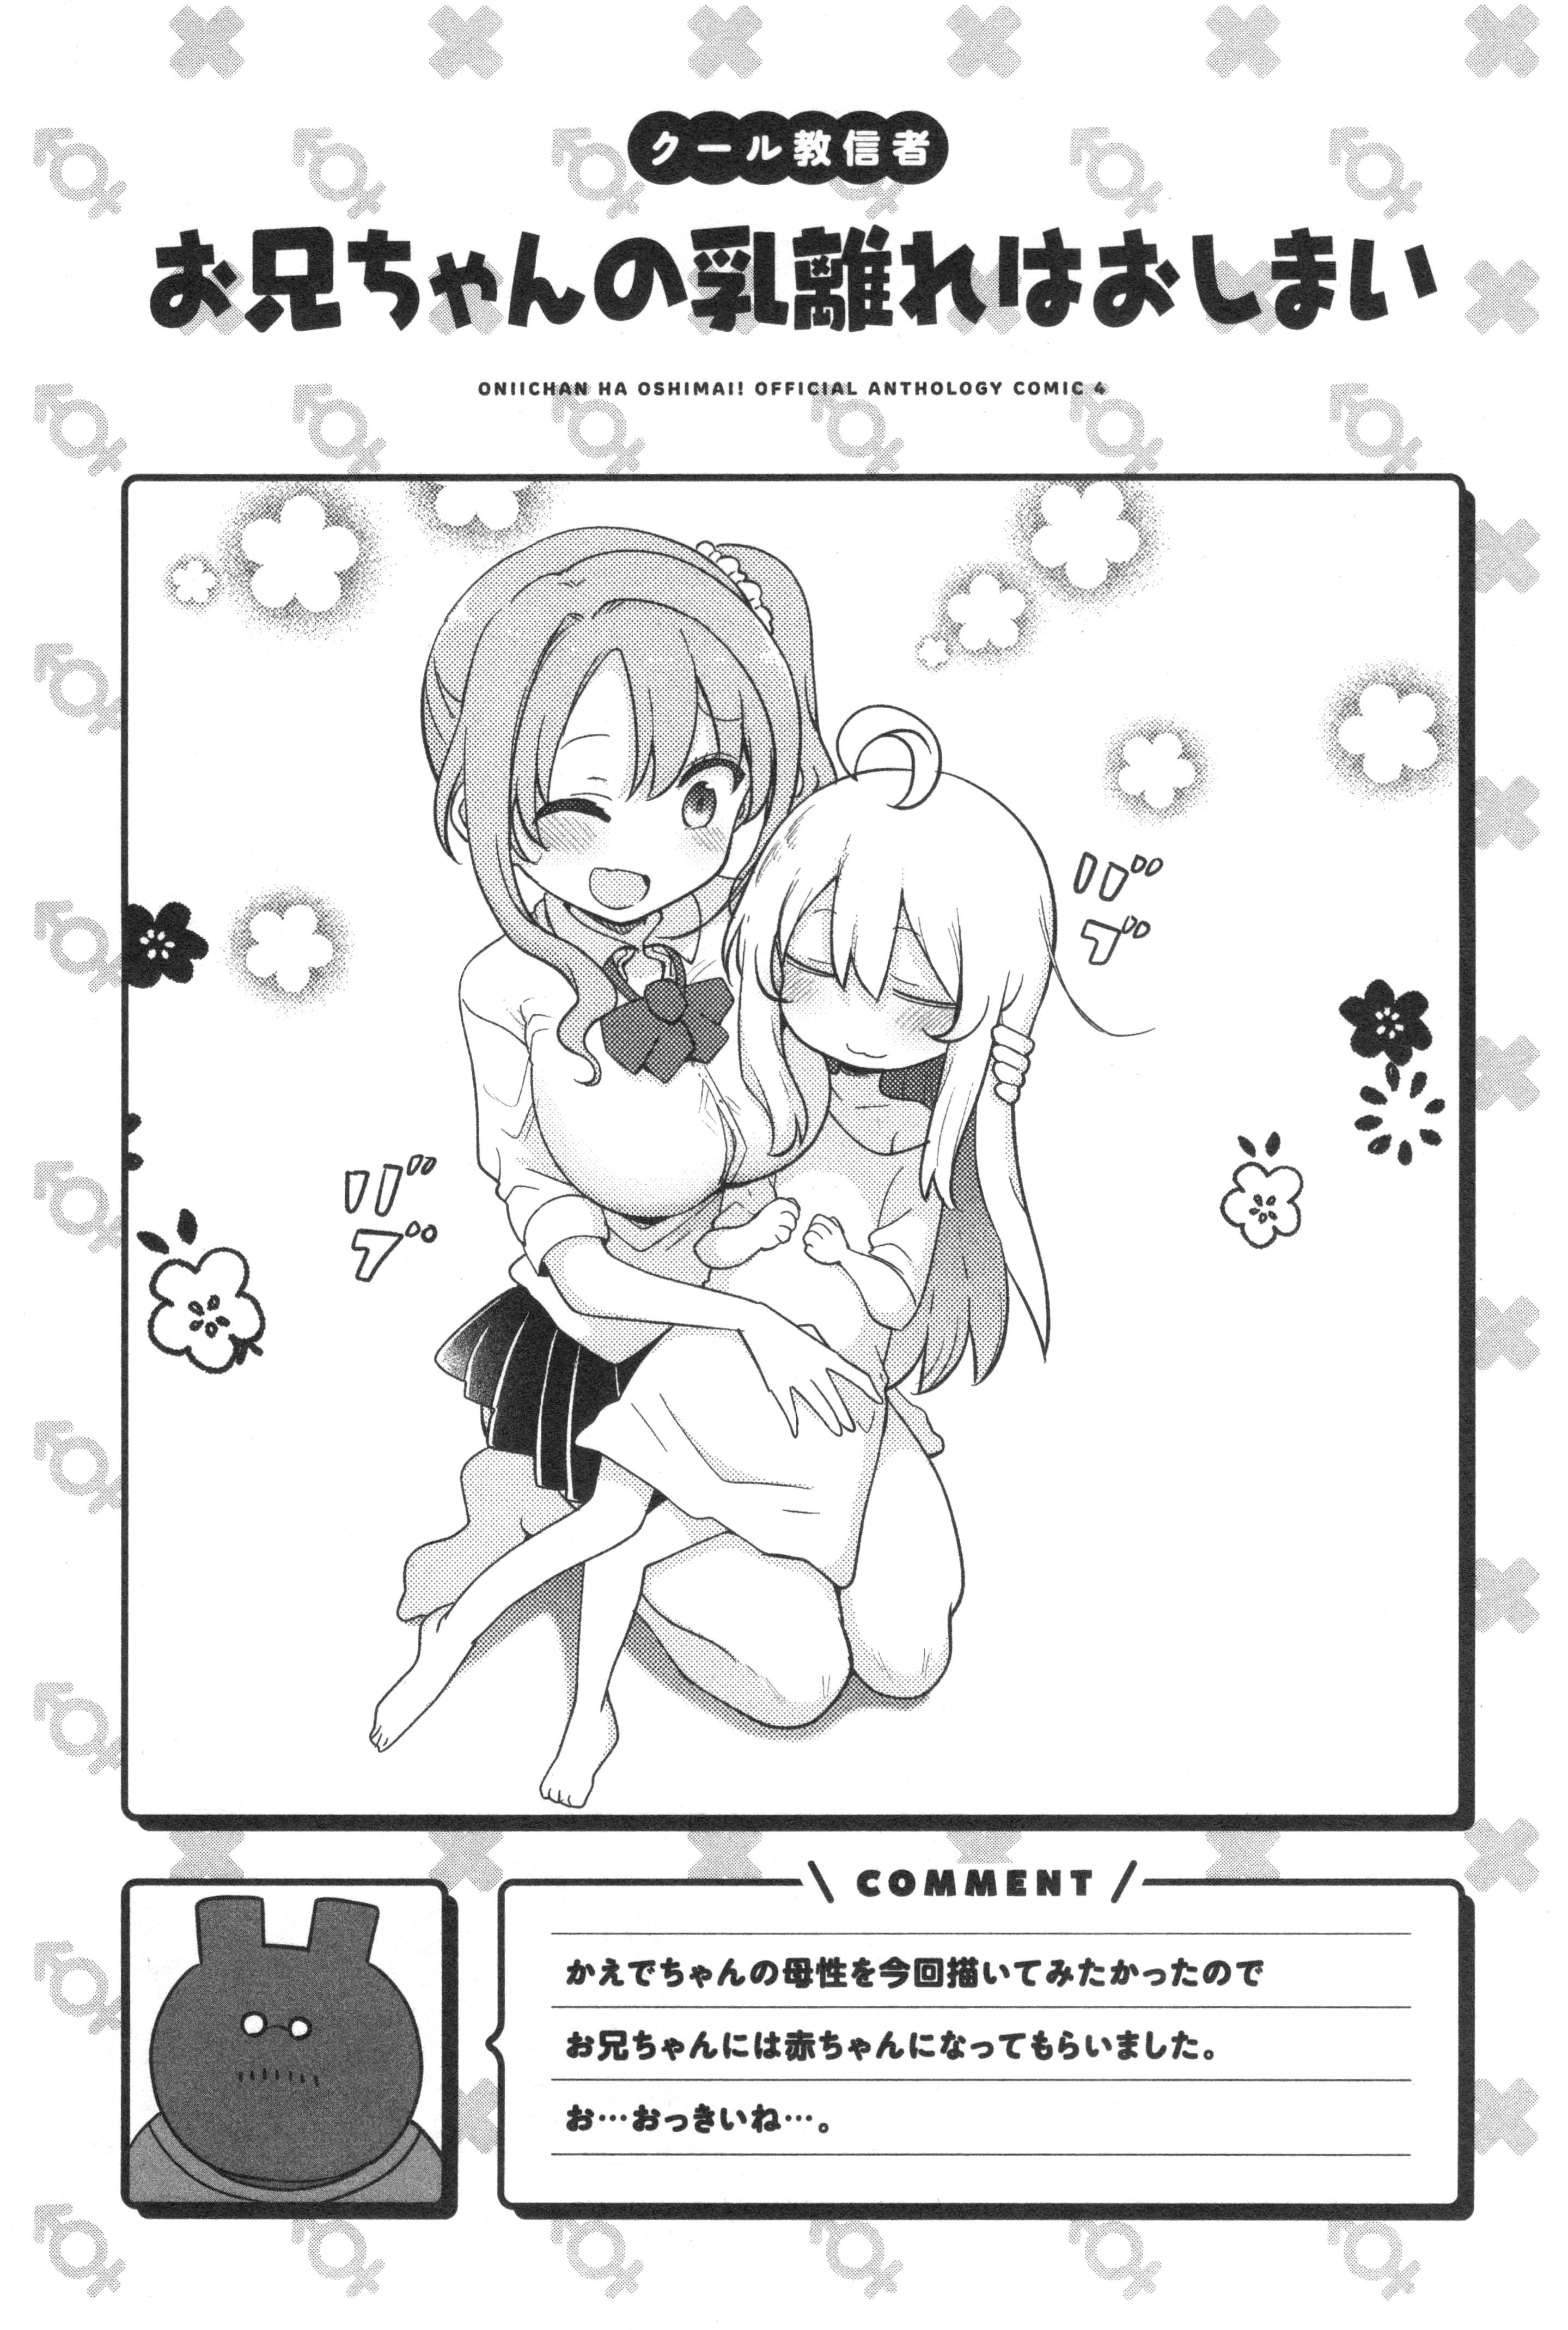 クール教信者
お兄ちゃんの乳離れはおしまい
ONIICHAN HA OSHIMAI! OFFICIAL ANTHOLOGY COMIC 4
バブ
バブ
COMMENT
かえでちゃんの母性を今回描いてみたかったので
お兄ちゃんには赤ちゃんになってもらいました。
お…おっきいね…。